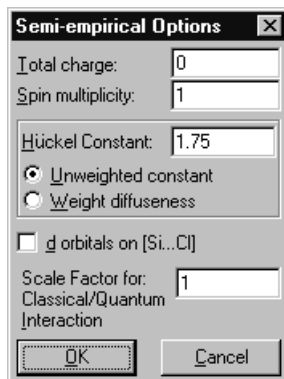 Semi-empirical Options
Total charge: 0
Spin multiplicity: 1
Hückel Constant: 1.75
Unweighted constant
Weight diffuseness
d orbitals on [Si...Cl]
Scale Factor for: 1
Classical/Quantum
Interaction
OK Cancel